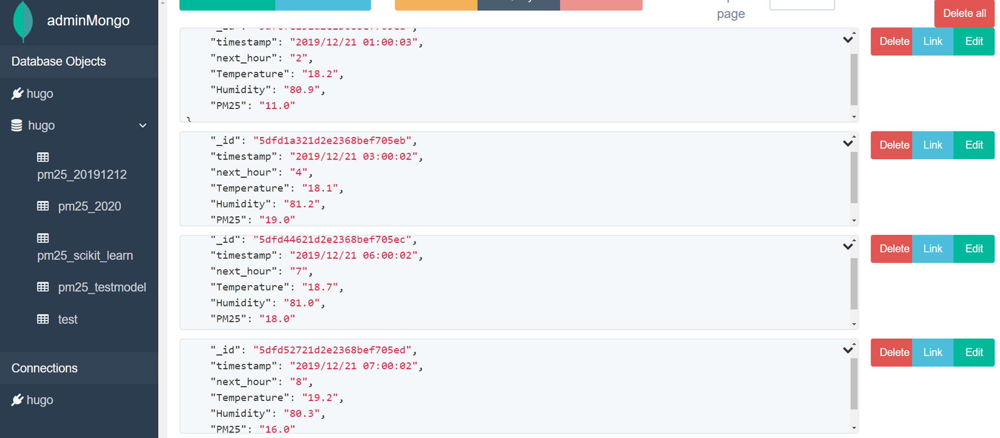 adminMongo
Database Objects
hugo
hugo
pm25_20191212
pm25_2020
pm25_scikit_learn
pm25_testmodel
test
Connections
hugo
page
Delete all
"timestamp": "2019/12/21 01:00:03",
"next_hour": "2",
"Temperature": "18.2",
"Humidity": "80.9",
"PM25": "11.0"
}
Delete Link Edit
"_id": "5dfd1a321d2e2368bef705eb",
"timestamp": "2019/12/21 03:00:02",
"next_hour": "4",
"Temperature": "18.1",
"Humidity": "81.2",
"PM25": "19.0"
Delete Link Edit
"_id": "5dfd44621d2e2368bef705ec",
"timestamp": "2019/12/21 06:00:02",
"next_hour": "7",
"Temperature": "18.7",
"Humidity": "81.0",
"PM25": "18.0"
Delete Link Edit
"_id": "5dfd52721d2e2368bef705ed",
"timestamp": "2019/12/21 07:00:02",
"next_hour": "8",
"Temperature": "19.2",
"Humidity": "80.3",
"PM25": "16.0"
Delete Link Edit